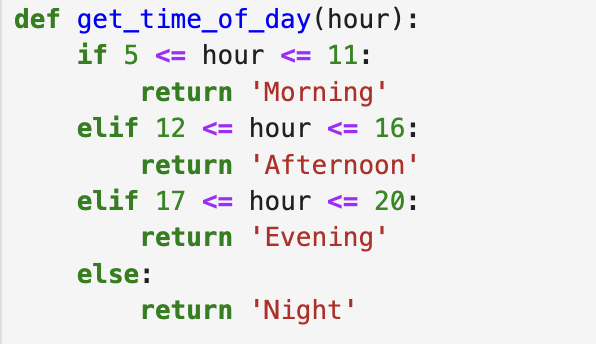 def get_time_of_day(hour):
    if 5 <= hour <= 11:
        return 'Morning'
    elif 12 <= hour <= 16:
        return 'Afternoon'
    elif 17 <= hour <= 20:
        return 'Evening'
    else:
        return 'Night'